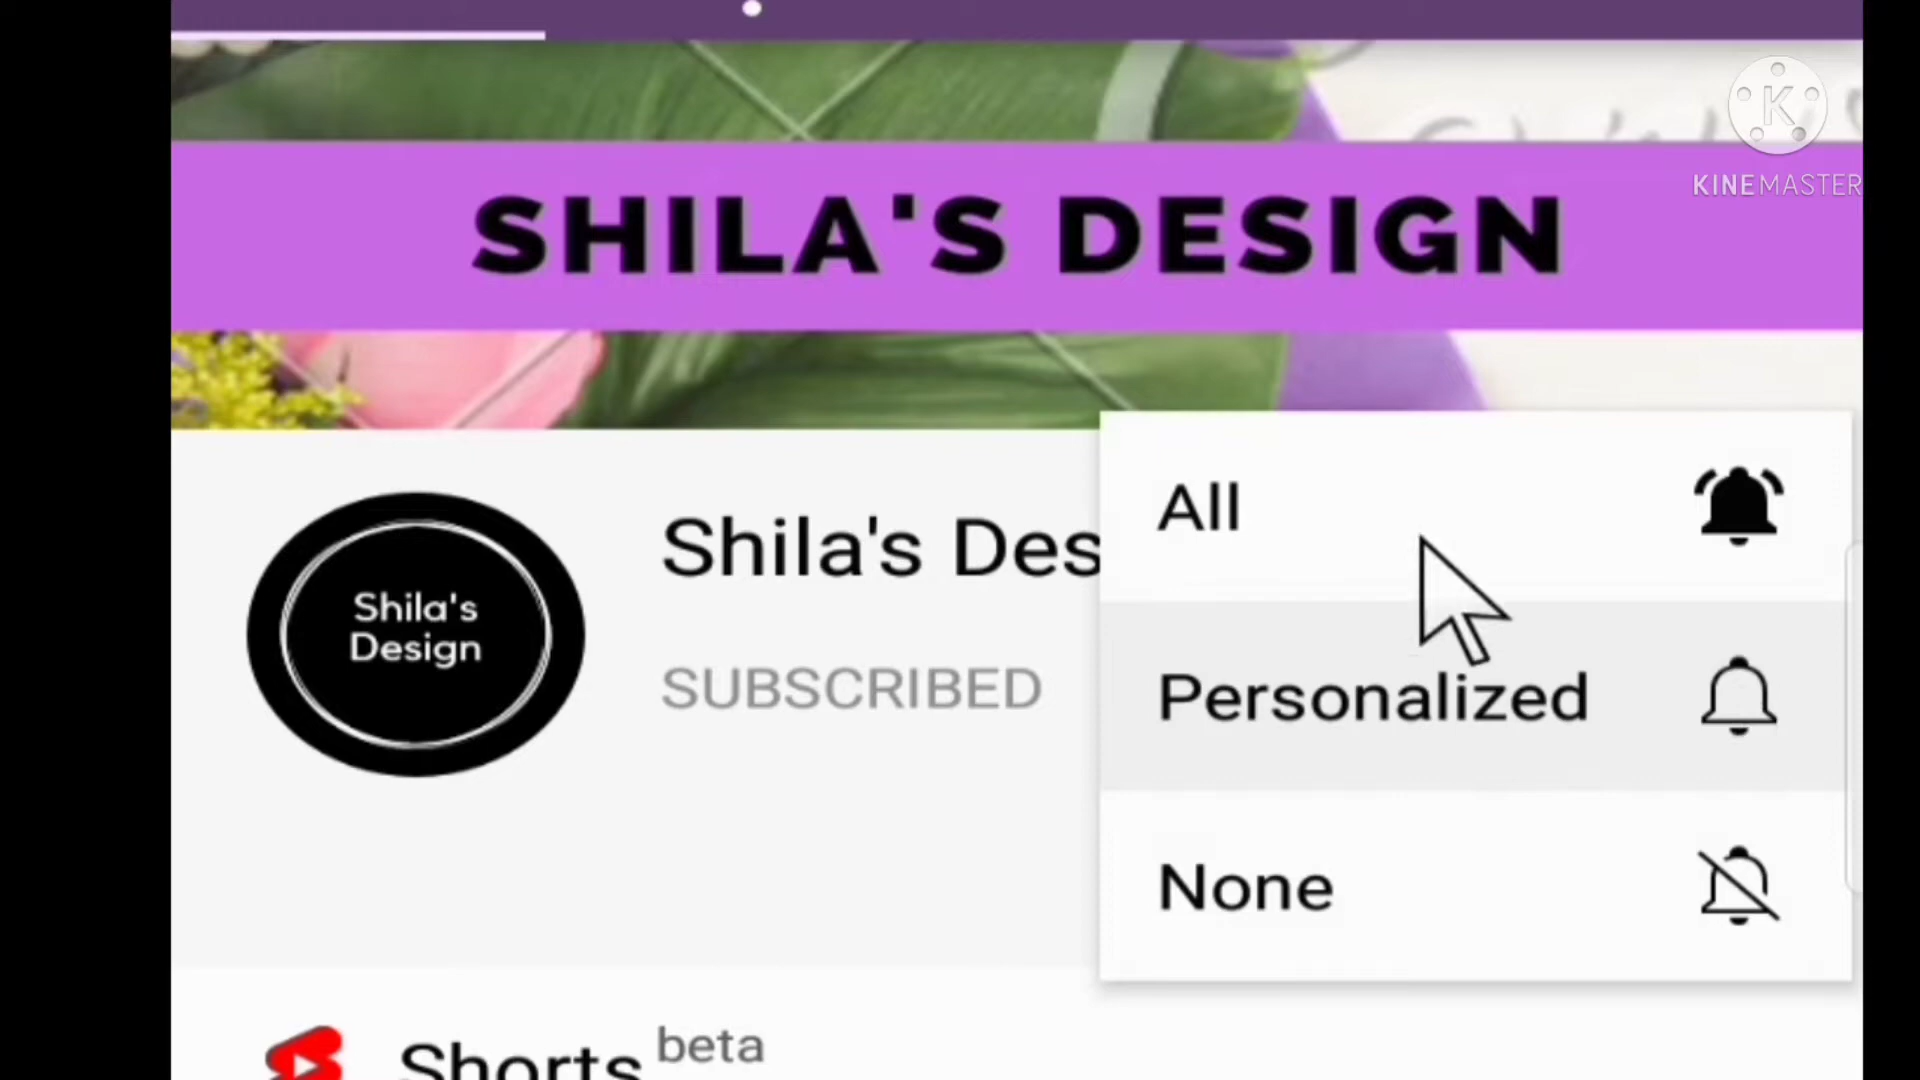 SHILA'S DESIGN
K
KINEMASTER
Shila's Des
SUBSCRIBED
Shila's
Design
All
Personalized
None
Shorts beta